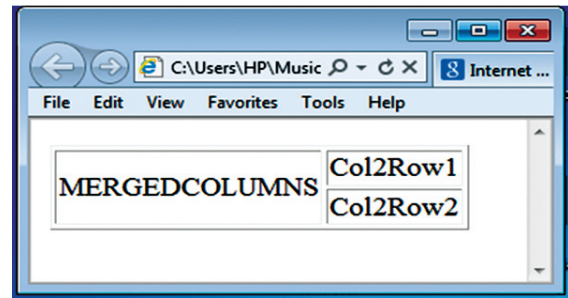 C:\Users\HP\Music
Internet ...
File Edit View Favorites Tools Help
MERGEDCOLUMNS
Col2Row1
Col2Row2